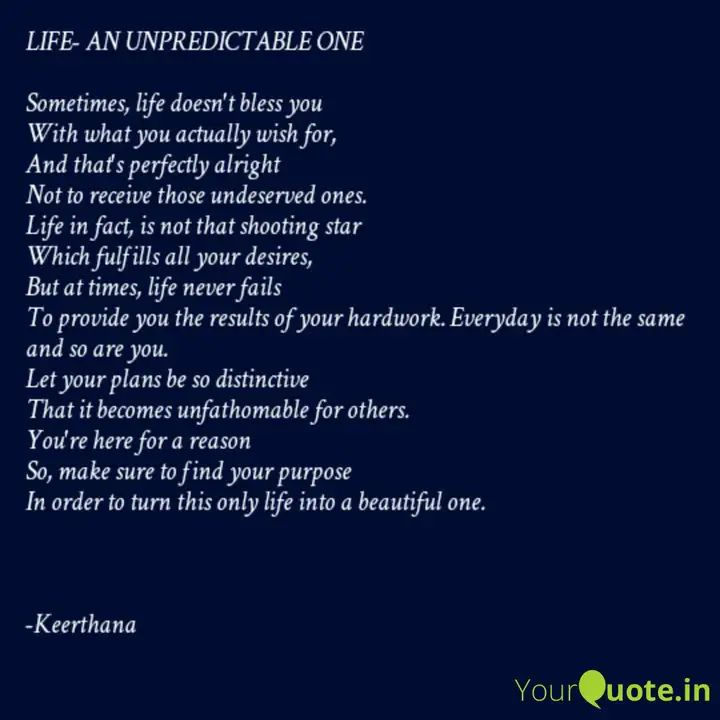 LIFE- AN UNPREDICTABLE ONE
Sometimes, life doesn't bless you
With what you actually wish for,
And that's perfectly alright
Not to receive those undeserved ones.
Life in fact, is not that shooting star
Which fulfills all your desires,
But at times, life never fails
To provide you the results of your hardwork. Everyday is not the same
and so are you.
Let your plans be so distinctive
That it becomes unfathomable for others.
You're here for a reason
So, make sure to find your purpose
In order to turn this only life into a beautiful one.
-Keerthana
YourQuote.in